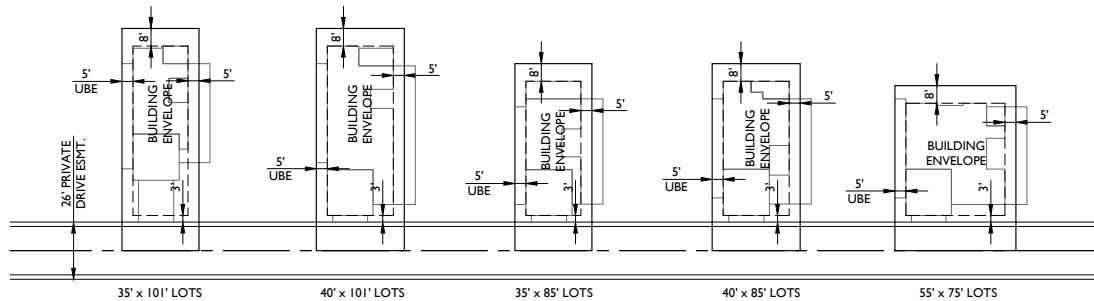 8'
5'
UBE
5'
BUILDING
ENVELOPE
3'
26' PRIVATE
DRIVE ESMT.
35' x 101' LOTS
8'
5'
5'
UBE
BUILDING
ENVELOPE
3'
40' x 101' LOTS
8'
5'
5'
UBE
BUILDING
ENVELOPE
3'
35' x 85' LOTS
8'
5'
5'
UBE
BUILDING
ENVELOPE
3'
40' x 85' LOTS
8'
5'
5'
UBE
BUILDING
ENVELOPE
3'
55' x 75' LOTS